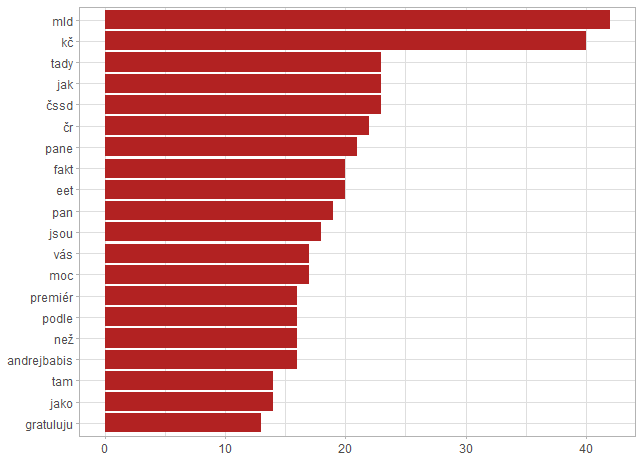 mld
kč
tady
jak
čssd
čr
pane
fakt
eet
pan
jsou
vás
moc
premiér
podle
než
andrejbabis
tam
jako
gratuluju
0 10 20 30 40